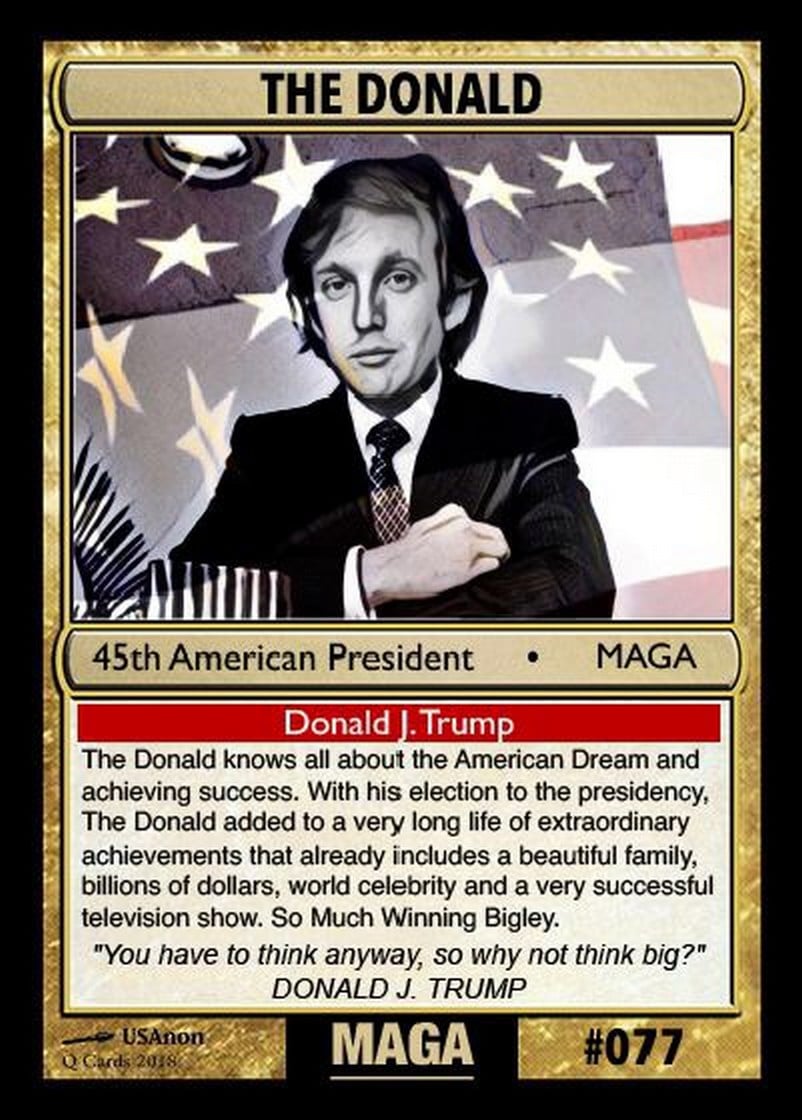 THE DONALD
45th American President • MAGA
Donald J. Trump
The Donald knows all about the American Dream and
achieving success. With his election to the presidency,
The Donald added to a very long life of extraordinary
achievements that already includes a beautiful family,
billions of dollars, world celebrity and a very successful
television show. So Much Winning Bigley.
"You have to think anyway, so why not think big?"
DONALD J. TRUMP
USAnon
Q Cards 2018
MAGA
#077